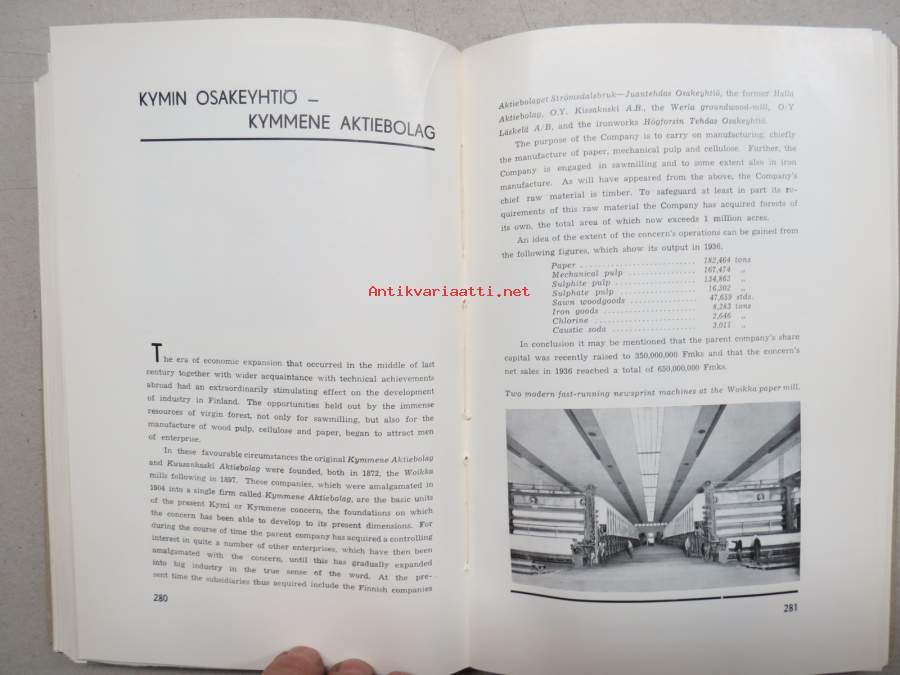 KYMIN OSAKEYHTIÖ –
KYMMENE AKTIEBOLAG
The era of economic expansion that occurred in the middle of last
century together with wider acquaintance with technical achievements
abroad had an extraordinarily stimulating effect on the development
of industry in Finland. The opportunities held out by the immense
resources of virgin forest, not only for sawmilling, but also for the
manufacture of wood pulp, cellulose and paper, began to attract men
of enterprise.
In these favourable circumstances the original Kymmene Aktiebolag
and Kuusankoski Aktiebolag were founded, both in 1872, the Woikka
mills following in 1897. These companies, which were amalgamated in
1904 into a single firm called Kymmene Aktiebolag, are the basic units
of the present Kymi or Kymmene concern, the foundations on which
the concern has been able to develop to its present dimensions. For
during the course of time the parent company has acquired a controlling
interest in quite a number of other enterprises, which have then been
amalgamated with the concern, until this has gradually expanded
into big industry in the true sense of the word. At the pre-
sent time the subsidiaries thus acquired include the Finnish companies
280
Aktiebolaget Strömsdalsbruk—Juantehdas Osakeyhtiö, the former Halla
Aktiebolag, O.Y. Kissakoski A.B., the Werla groundwood-mill, O/Y
Läskelä A/B, and the ironworks Högforsin Tehdas Osakeyhtiö.
The purpose of the Company is to carry on manufacturing, chiefly
the manufacture of paper, mechanical pulp and cellulose. Further, the
Company is engaged in sawmilling and to some extent also in iron
manufacture. As will have appeared from the above, the Company's
chief raw material is timber. To safeguard at least in part its re-
quirements of this raw material the Company has acquired forests of
its own, the total area of which now exceeds 1 million acres.
An idea of the extent of the concern's operations can be gained from
the following figures, which show its output in 1936.
Paper .......................... 182,464 tons
Mechanical pulp ................ 167,474 „
Sulphite pulp .................. 134,863 „
Sulphate pulp .................. 16,302 „
Sawn woodgoods ................. 47,659 stds.
Iron goods ..................... 8,283 tons
Chlorine ....................... 2,646 „
Caustic soda ................... 3,011 „
In conclusion it may be mentioned that the parent company's share
capital was recently raised to 350,000,000 Fmks and that the concern's
net sales in 1936 reached a total of 650,000,000 Fmks.
Two modern fast-running newsprint machines at the Woikka paper mill.
281
Antikvariaatti.net